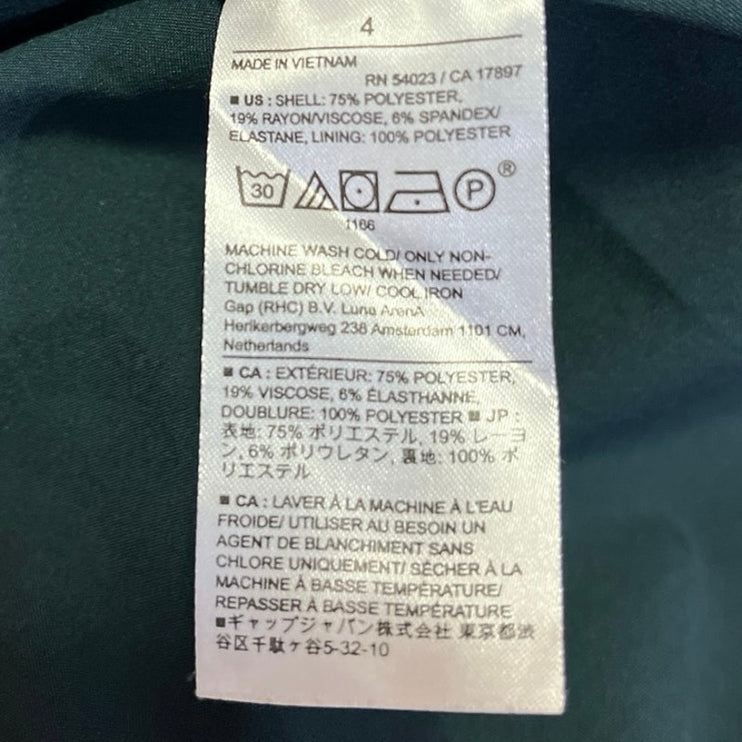 4
MADE IN VIETNAM
RN 54023 / CA 17897
■ US : SHELL: 75% POLYESTER,
19% RAYON/VISCOSE, 6% SPANDEX/
ELASTANE, LINING: 100% POLYESTER
30 P ®
1166
MACHINE WASH COLD/ ONLY NON-
CHLORINE BLEACH WHEN NEEDED/
TUMBLE DRY LOW/ COOL IRON
Gap (RHC) B.V. Luna ArenA
Herikerbergweg 238 Amsterdam 1101 CM,
Netherlands
■ CA : EXTÉRIEUR: 75% POLYESTER,
19% VISCOSE, 6% ÉLASTHANNE,
DOUBLURE: 100% POLYESTER ■ JP :
表地: 75% ポリエステル, 19% レーヨ
ン, 6% ポリウレタン, 裏地: 100% ポ
リエステル
■ CA : LAVER À LA MACHINE À L'EAU
FROIDE/ UTILISER AU BESOIN UN
AGENT DE BLANCHIMENT SANS
CHLORE UNIQUEMENT/ SÉCHER À LA
MACHINE À BASSE TEMPÉRATURE/
REPASSER À BASSE TEMPÉRATURE
■ギャップジャパン株式会社 東京都渋
谷区千駄ヶ谷5-32-10